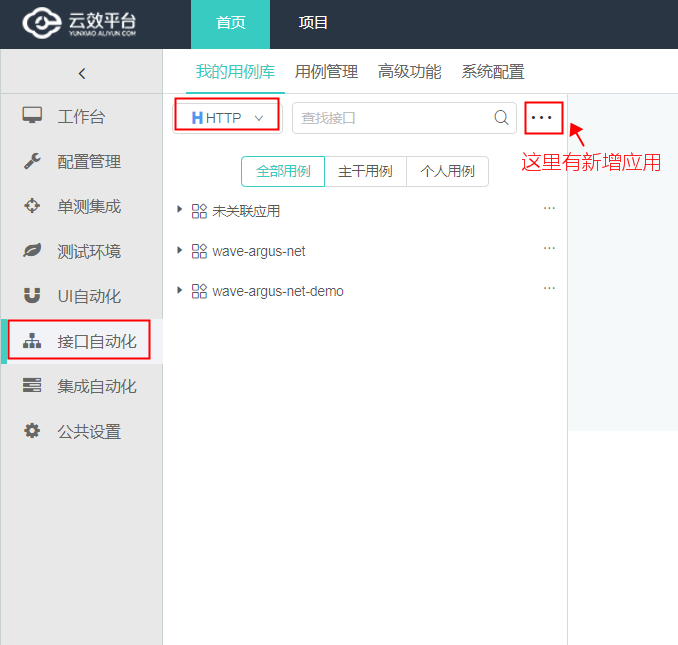 云效平台
YUNXIAO.ALIYUN.COM
首页
项目
我的用例库
用例管理
高级功能
系统配置
工作台
配置管理
单测集成
测试环境
UI自动化
接口自动化
集成自动化
公共设置
HTTP
查找接口
...
这里有新增应用
全部用例
主干用例
个人用例
未关联应用
...
wave-argus-net
...
wave-argus-net-demo
...